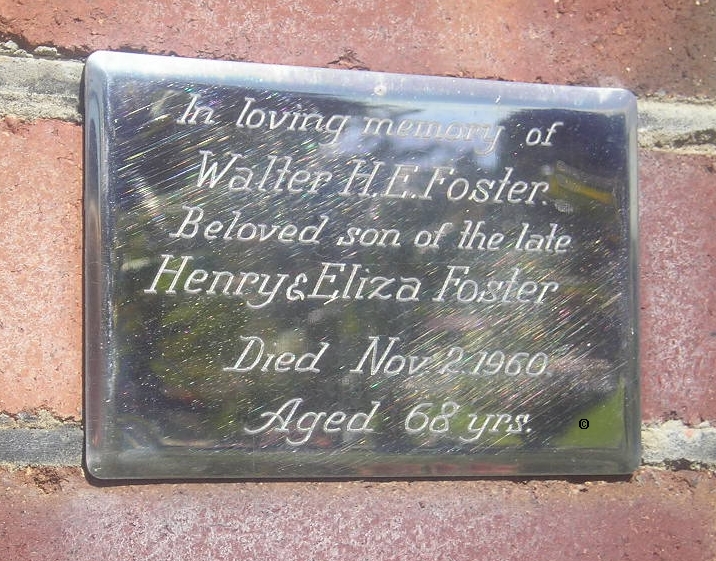 In loving memory of
Walter H.E.Foster.
Beloved son of the late
Henry & Eliza Foster
Died Nov 2.1960.
Aged 68 yrs.
©